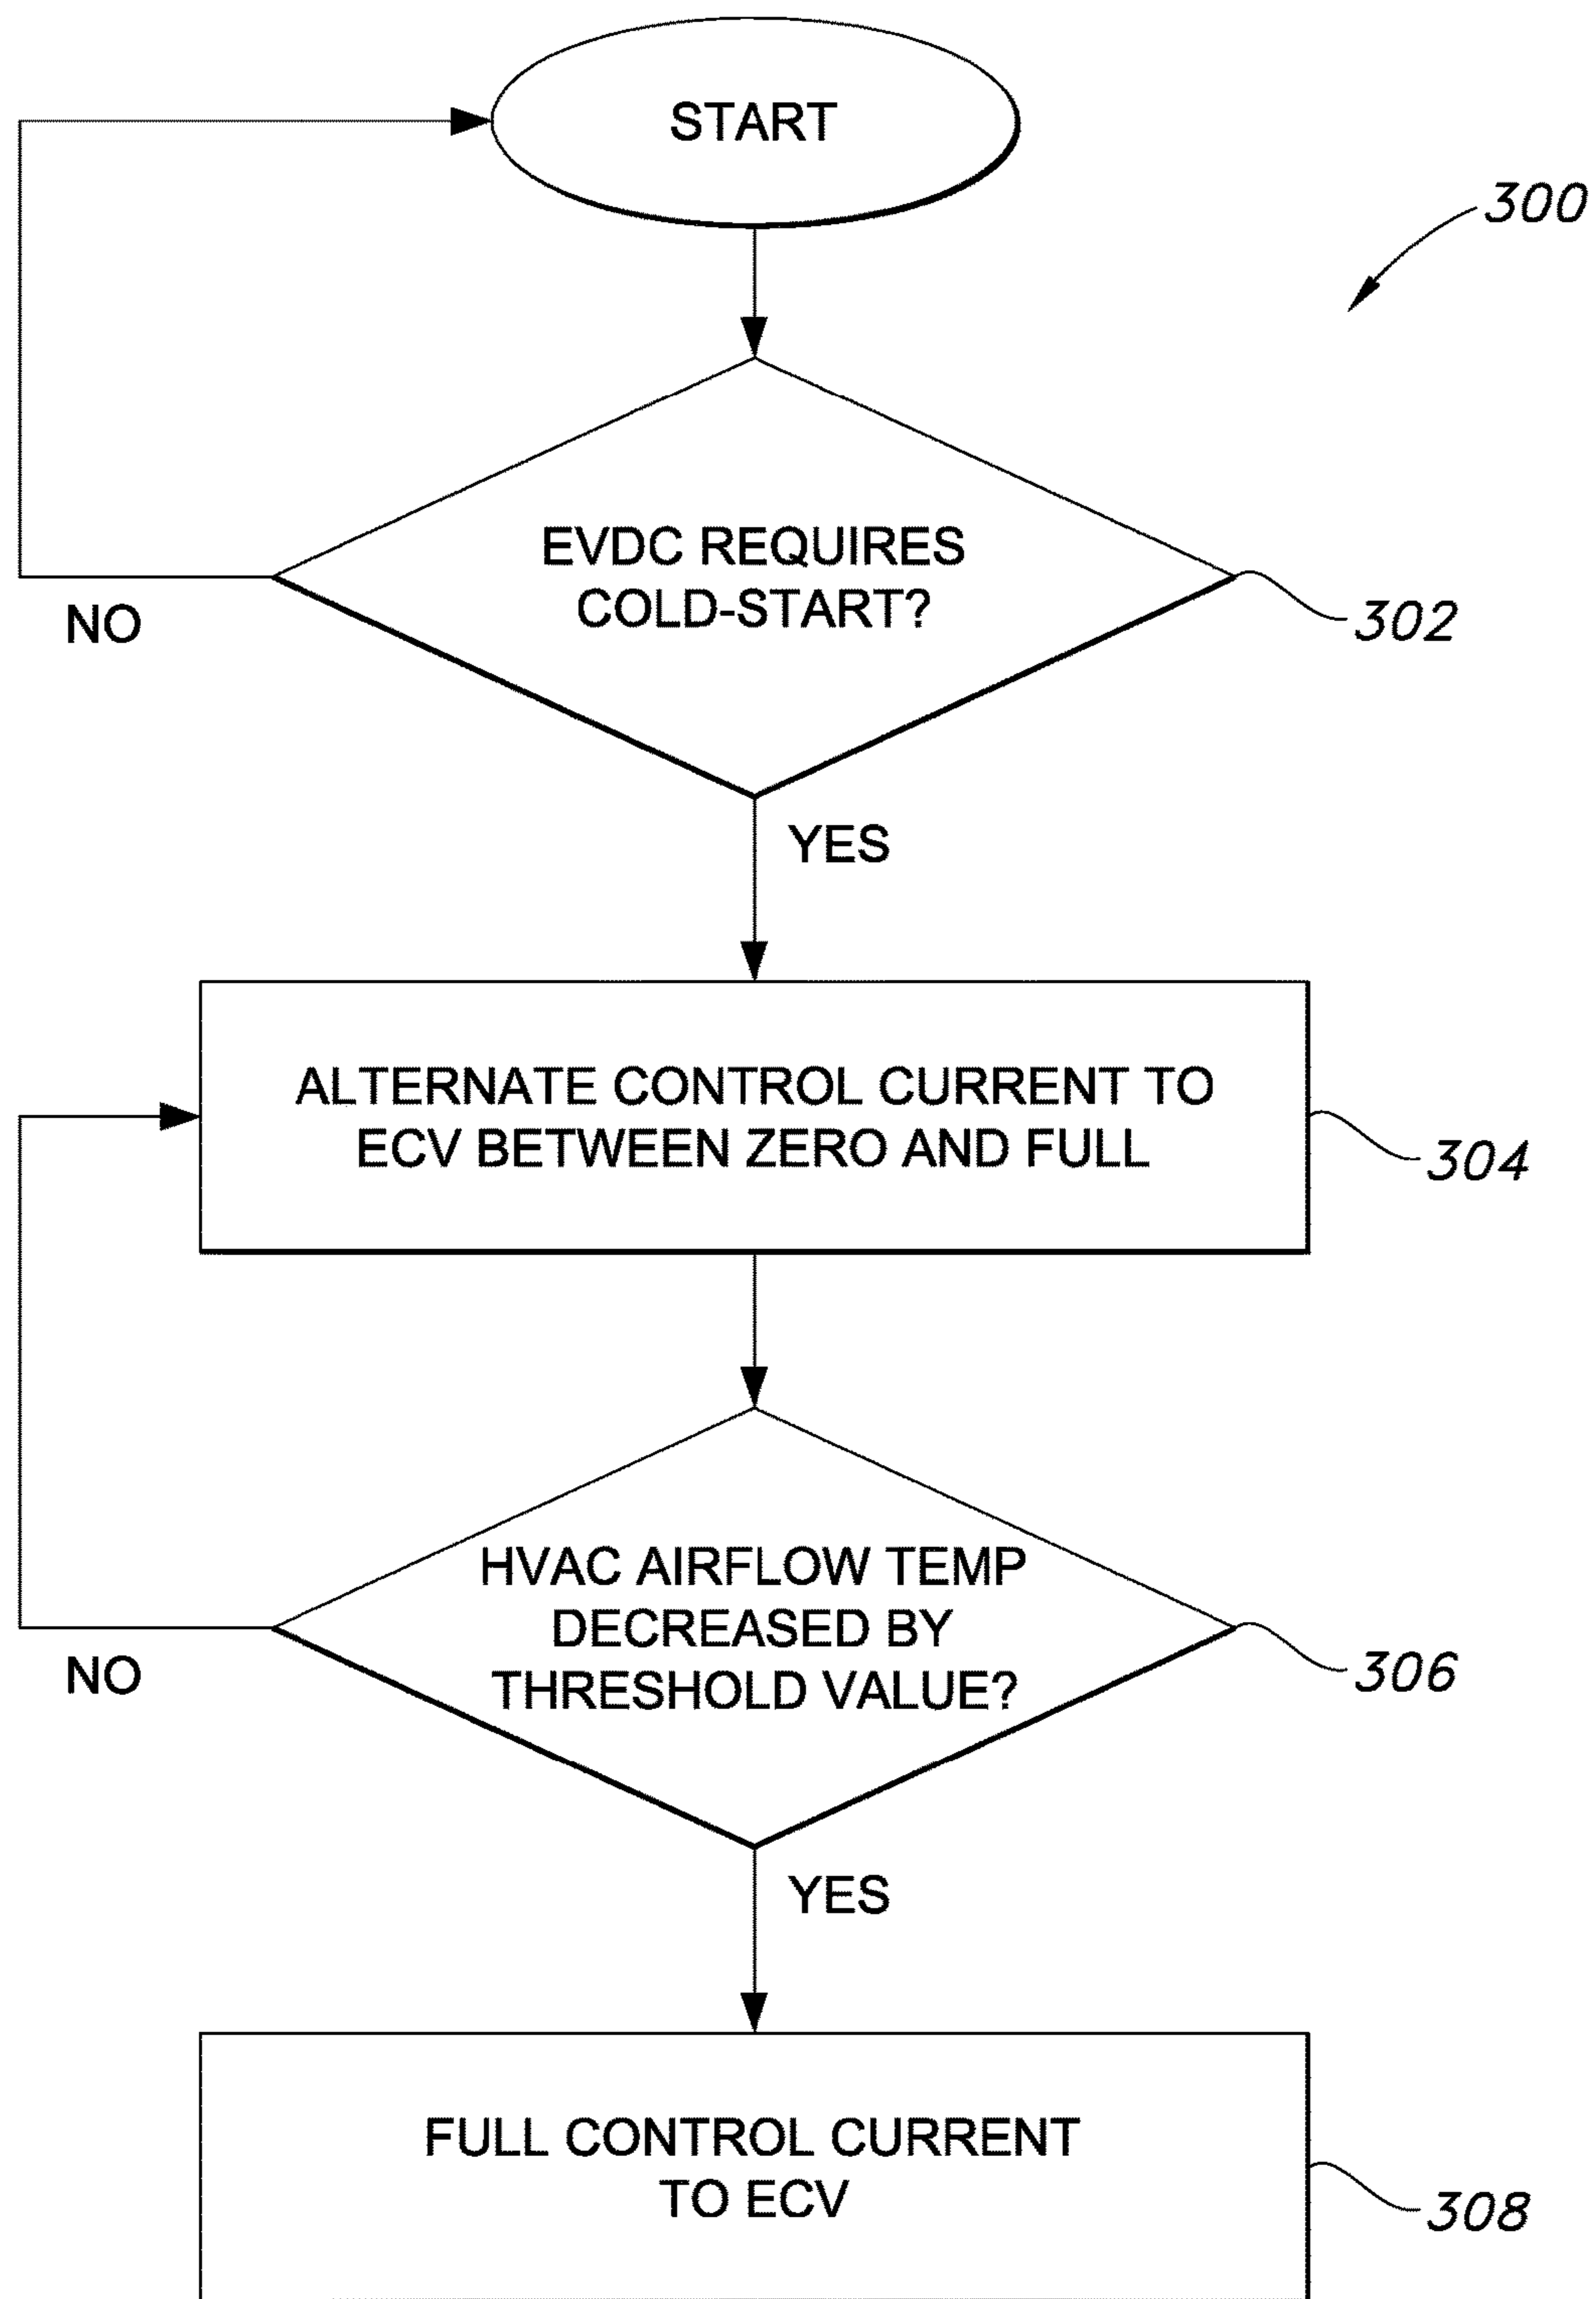 START
300
EVDC REQUIRES
COLD-START?
302
NO
YES
ALTERNATE CONTROL CURRENT TO
ECV BETWEEN ZERO AND FULL
304
HVAC AIRFLOW TEMP
DECREASED BY
THRESHOLD VALUE?
306
NO
YES
FULL CONTROL CURRENT
TO ECV
308